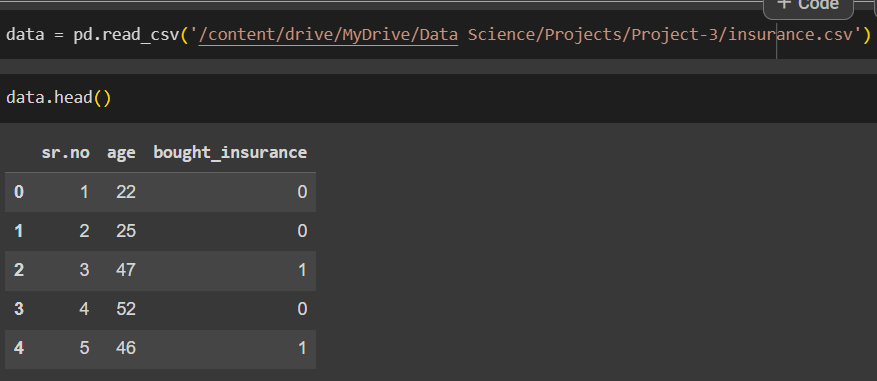 + Code
data = pd.read_csv('/content/drive/MyDrive/Data Science/Projects/Project-3/insurance.csv')
data.head()
sr.no age bought_insurance
0 1 22 0
1 2 25 0
2 3 47 1
3 4 52 0
4 5 46 1